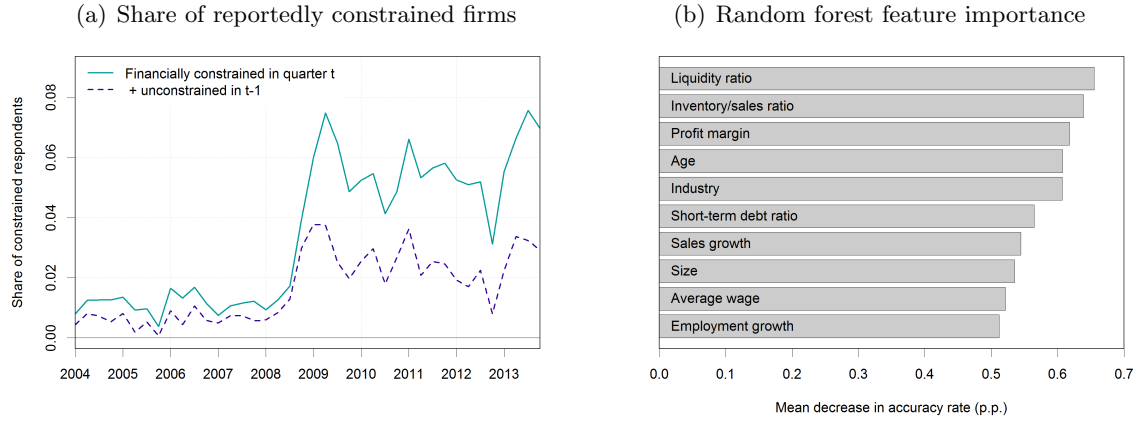 (a) Share of reportedly constrained firms
Financially constrained in quarter t
+ unconstrained in t-1
Share of constrained respondents
0.08
0.06
0.04
0.02
0.00
2004 2005 2006 2007 2008 2009 2010 2011 2012 2013
(b) Random forest feature importance
Liquidity ratio
Inventory/sales ratio
Profit margin
Age
Industry
Short-term debt ratio
Sales growth
Size
Average wage
Employment growth
0.0 0.1 0.2 0.3 0.4 0.5 0.6 0.7
Mean decrease in accuracy rate (p.p.)